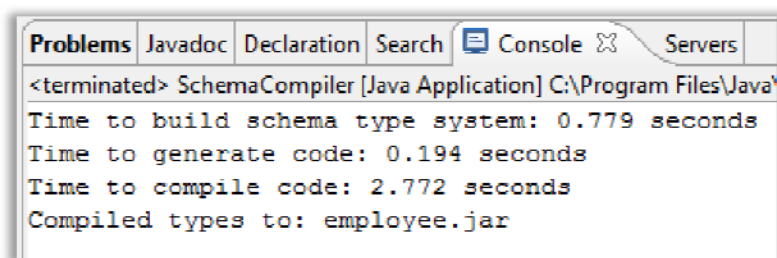 Problems Javadoc Declaration Search Console Servers
<terminated> SchemaCompiler [Java Application] C:\Program Files\Java\
Time to build schema type system: 0.779 seconds
Time to generate code: 0.194 seconds
Time to compile code: 2.772 seconds
Compiled types to: employee.jar